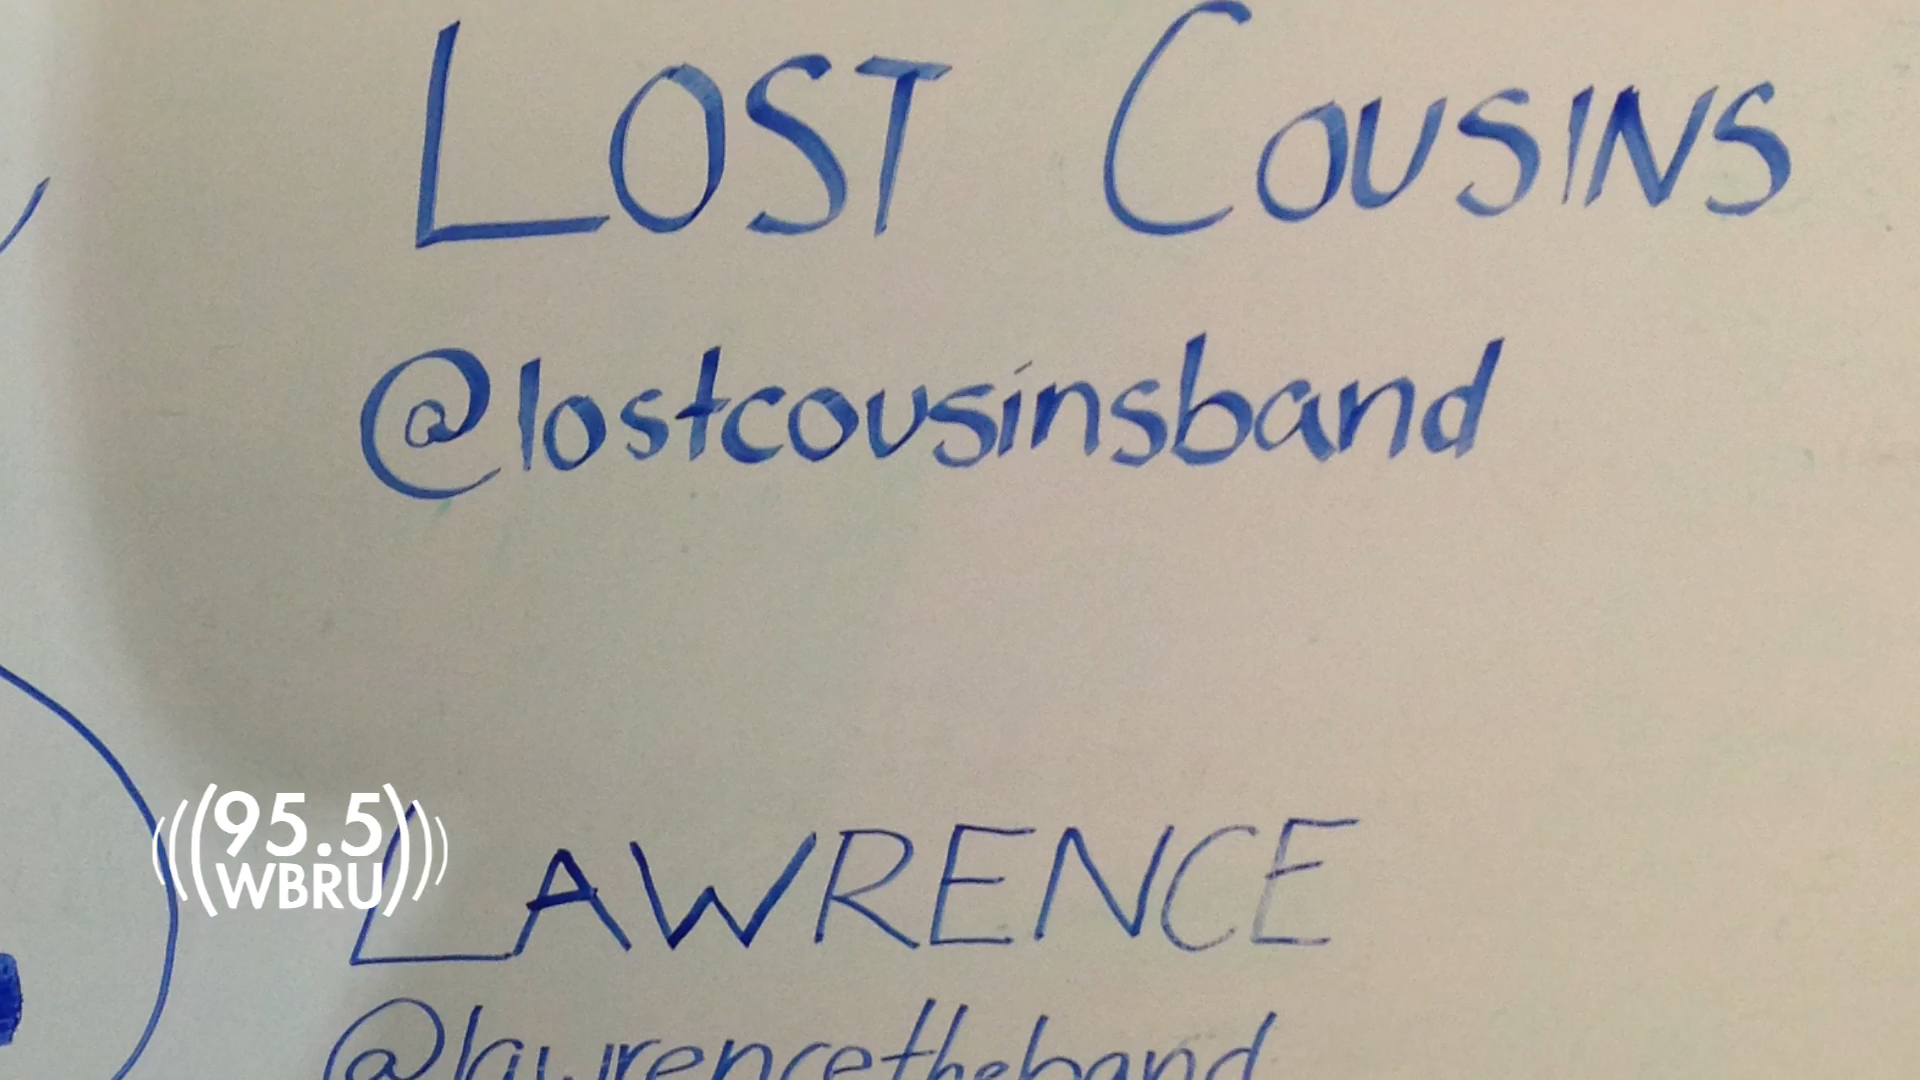 LOST COUSINS
@lostcousinsband
95.5
WBRU
LAWRENCE
@lawrencetheband